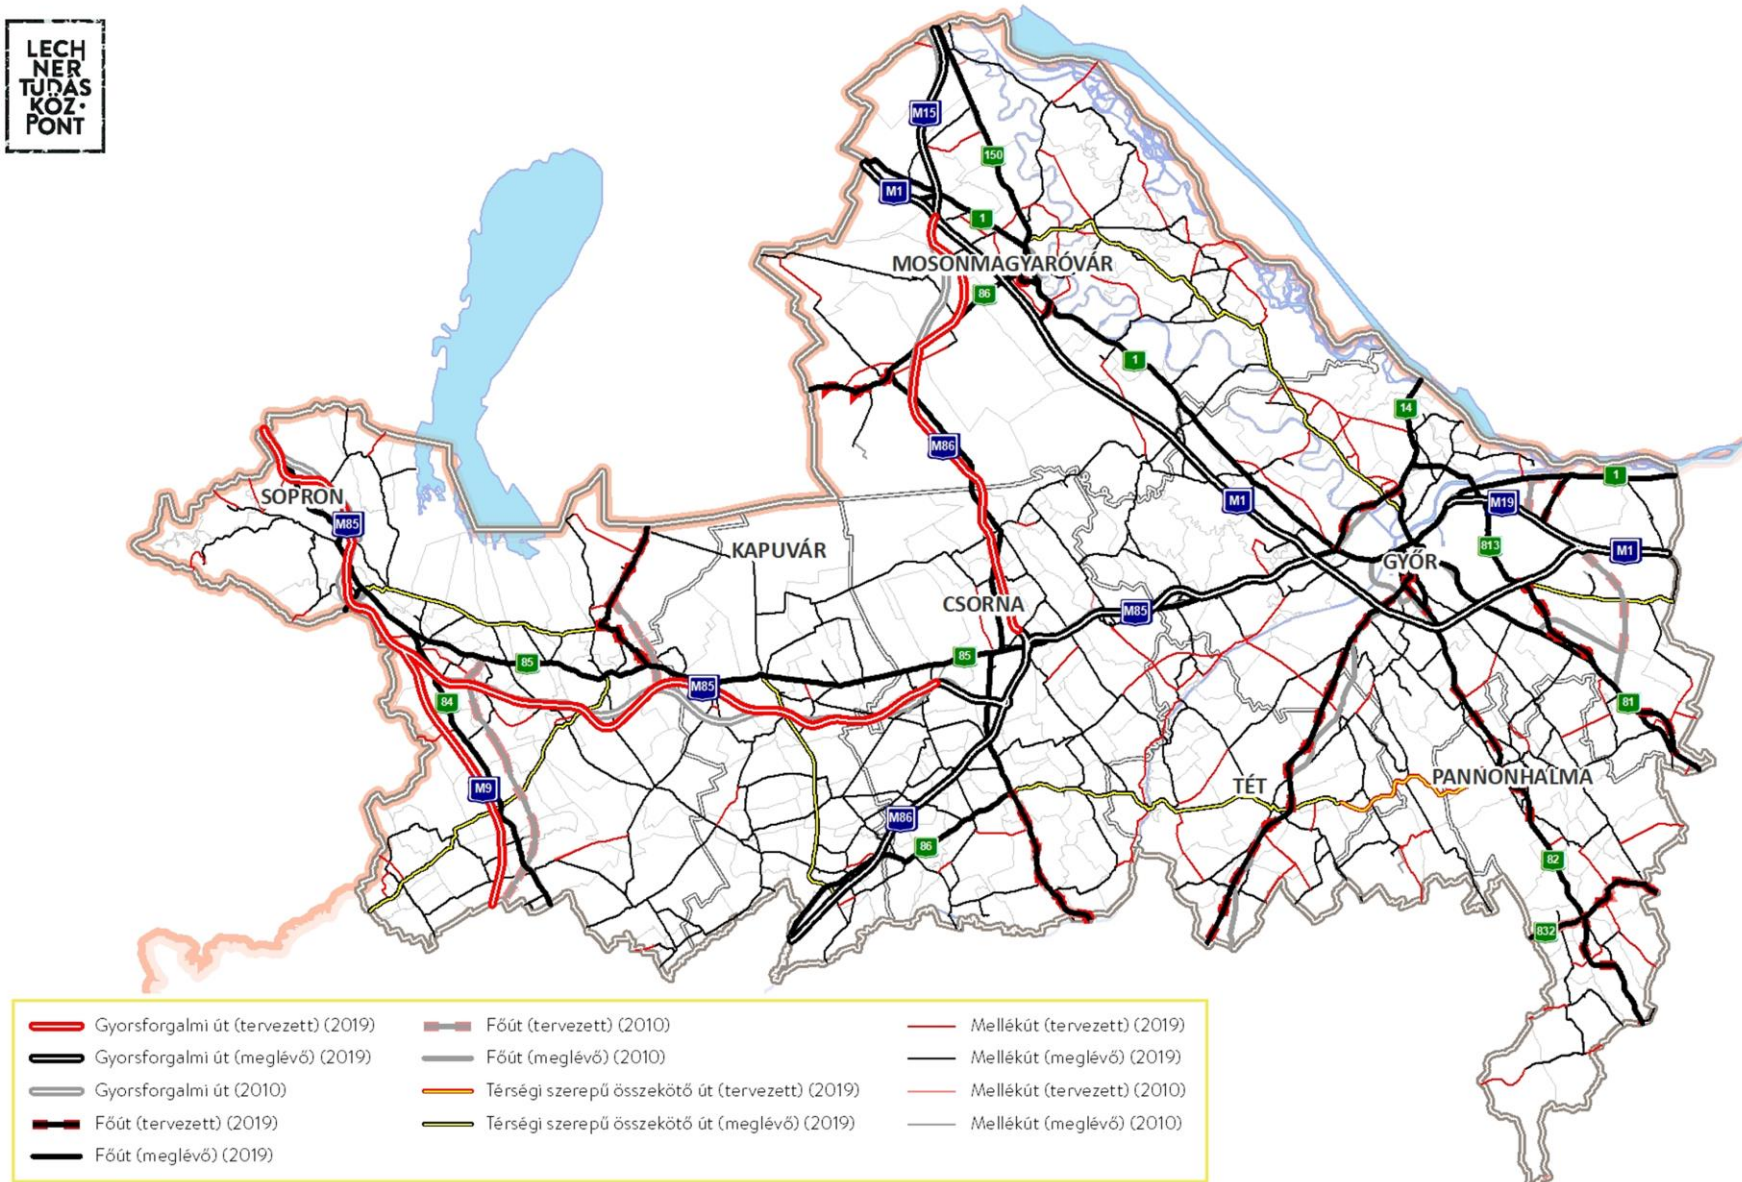 LECH
NER
TUDÁS
KÖZ·
PONT
M15
150
M1
1
MOSONMAGYARÓVÁR
86
1
14
M86
SOPRON
M85
M1
M19
1
KAPUVÁR
813
M1
GYŐR
CSORNA
M85
85
85
M85
84
81
M9
TÉT
PANNONHALMA
M86
86
82
832
Gyorsforgalmi út (tervezett) (2019)
Gyorsforgalmi út (meglévő) (2019)
Gyorsforgalmi út (2010)
Főút (tervezett) (2019)
Főút (meglévő) (2019)
Főút (tervezett) (2010)
Főút (meglévő) (2010)
Térségi szerepű összekötő út (tervezett) (2019)
Térségi szerepű összekötő út (meglévő) (2019)
Mellékút (tervezett) (2019)
Mellékút (meglévő) (2019)
Mellékút (tervezett) (2010)
Mellékút (meglévő) (2010)